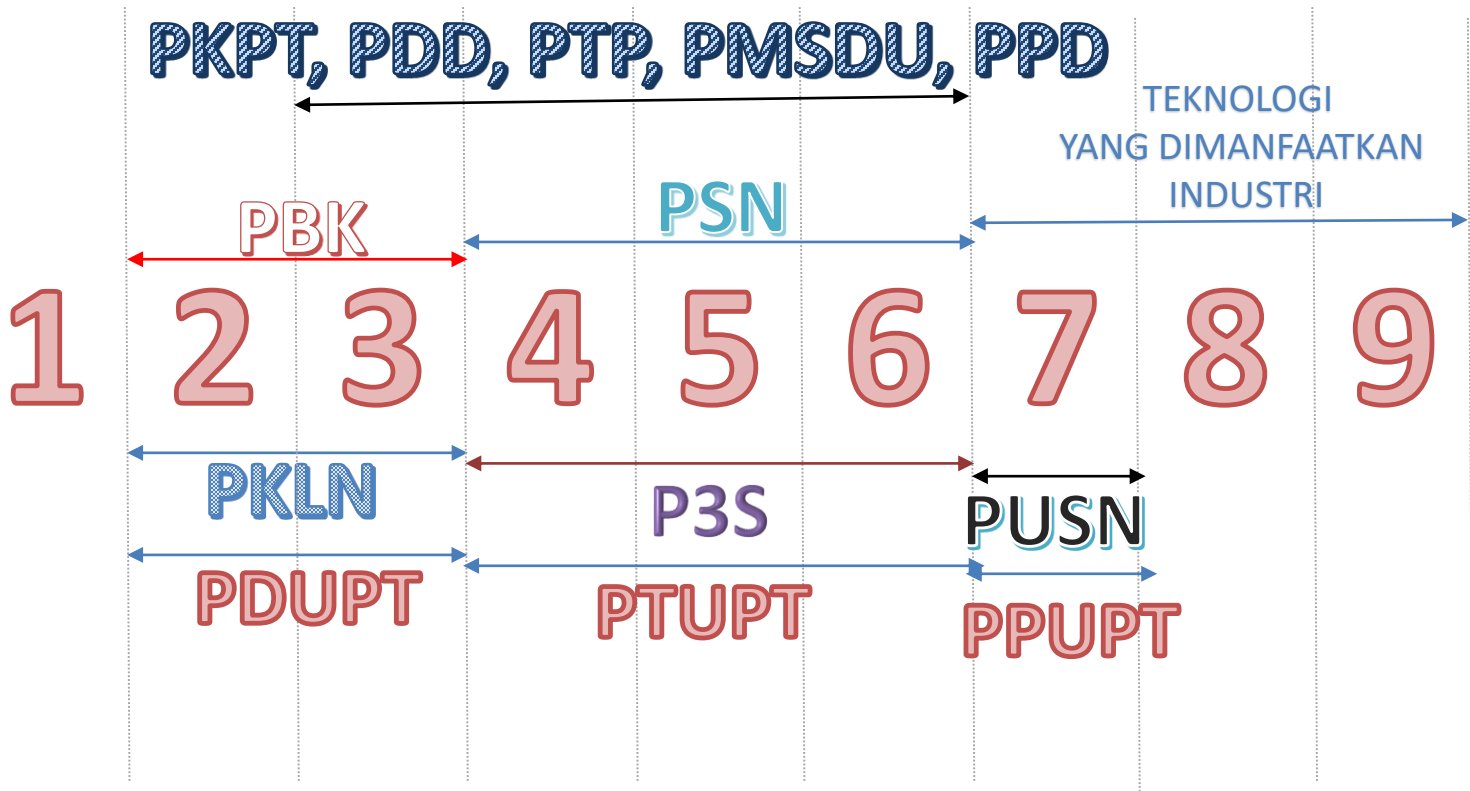 PKPT, PDD, PTP, PMSDU, PPD
TEKNOLOGI
YANG DIMANFAATKAN
INDUSTRI
PBK
PSN
1 2 3 4 5 6 7 8 9
PKLN
P3S
PUSN
PDUPT
PTUPT
PPUPT